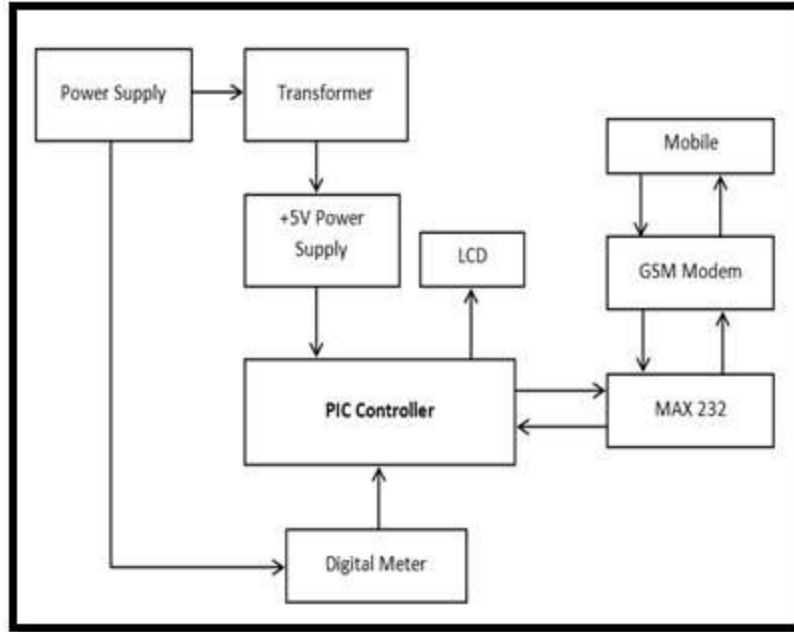 Power Supply
Transformer
Mobile
+5V Power
Supply
LCD
GSM Modem
PIC Controller
MAX 232
Digital Meter